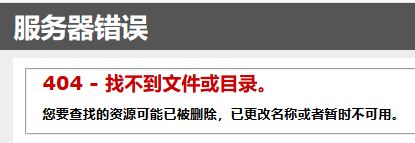 服务器错误
404 - 找不到文件或目录。
您要查找的资源可能已被删除，已更改名称或者暂时不可用。